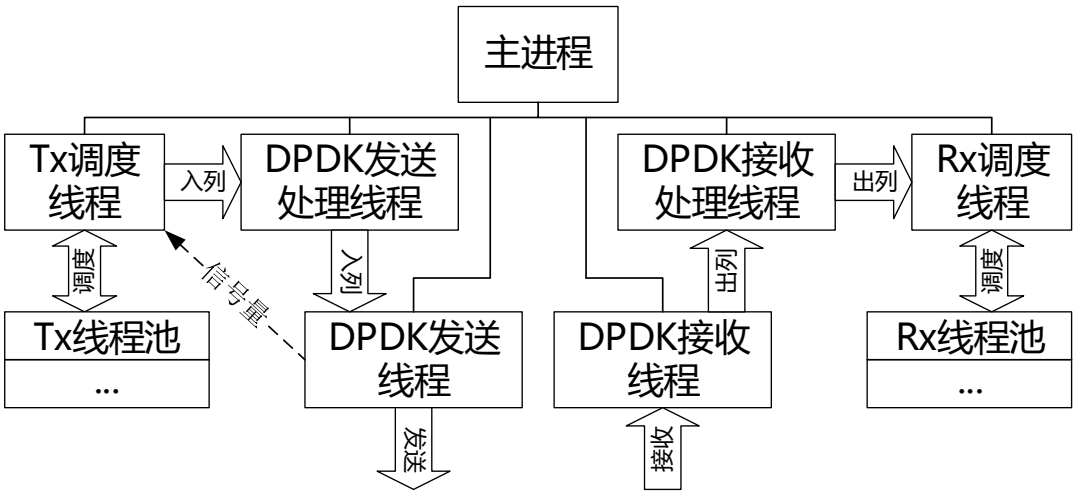 主进程
Tx调度
线程
入列
DPDK发送
处理线程
DPDK接收
处理线程
出列
Rx调度
线程
调度
信号量
入列
出列
调度
Tx线程池
...
DPDK发送
线程
DPDK接收
线程
Rx线程池
...
发送
接收